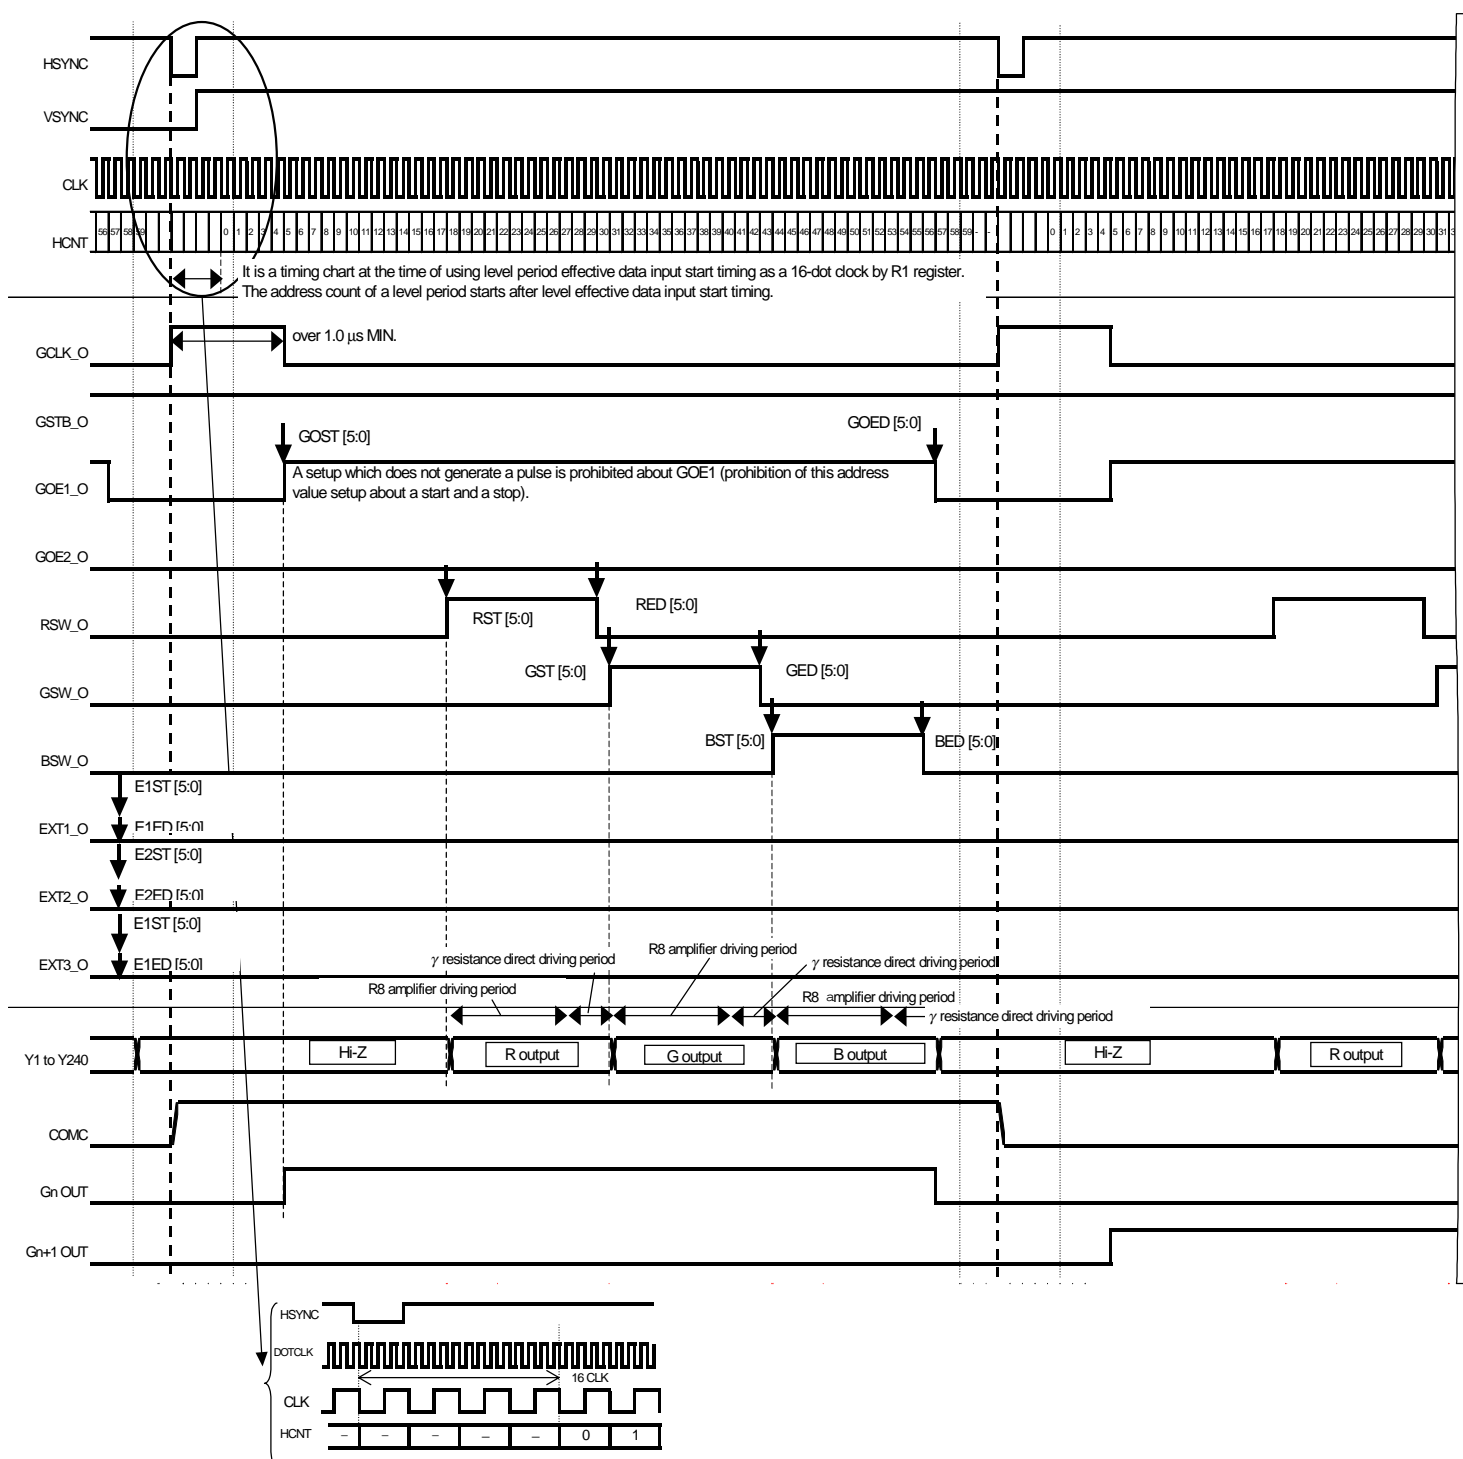 HSYNC
VSYNC
CLK
HCNT
56 57 58 59 0 1 2 3 4 5 6 7 8 9 10 11 12 13 14 15 16 17 18 19 20 21 22 23 24 25 26 27 28 29 30 31 32 33 34 35 36 37 38 39 40 41 42 43 44 45 46 47 48 49 50 51 52 53 54 55 56 57 58 59 - - 0 1 2 3 4 5 6 7 8 9 10 11 12 13 14 15 16 17 18 19 20 21 22 23 24 25 26 27 28 29 30 31
It is a timing chart at the time of using level period effective data input start timing as a 16-dot clock by R1 register.
The address count of a level period starts after level effective data input start timing.
GCLK_O
over 1.0 μs MIN.
GSTB_O
GOST [5:0]
GOED [5:0]
GOE1_O
A setup which does not generate a pulse is prohibited about GOE1 (prohibition of this address
value setup about a start and a stop).
GOE2_O
RSW_O
RST [5:0]
RED [5:0]
GSW_O
GST [5:0]
GED [5:0]
BSW_O
BST [5:0]
BED [5:0]
E1ST [5:0]
EXT1_O
E1ED [5:0]
E2ST [5:0]
EXT2_O
E2ED [5:0]
E1ST [5:0]
EXT3_O
E1ED [5:0]
R8 amplifier driving period
γ resistance direct driving period
R8 amplifier driving period
γ resistance direct driving period
R8 amplifier driving period
γ resistance direct driving period
Y1 to Y240
Hi-Z
R output
G output
B output
Hi-Z
R output
COMC
Gn OUT
Gn+1 OUT
HSYNC
DOTCLK
16 CLK
CLK
HCNT
– – – – – 0 1